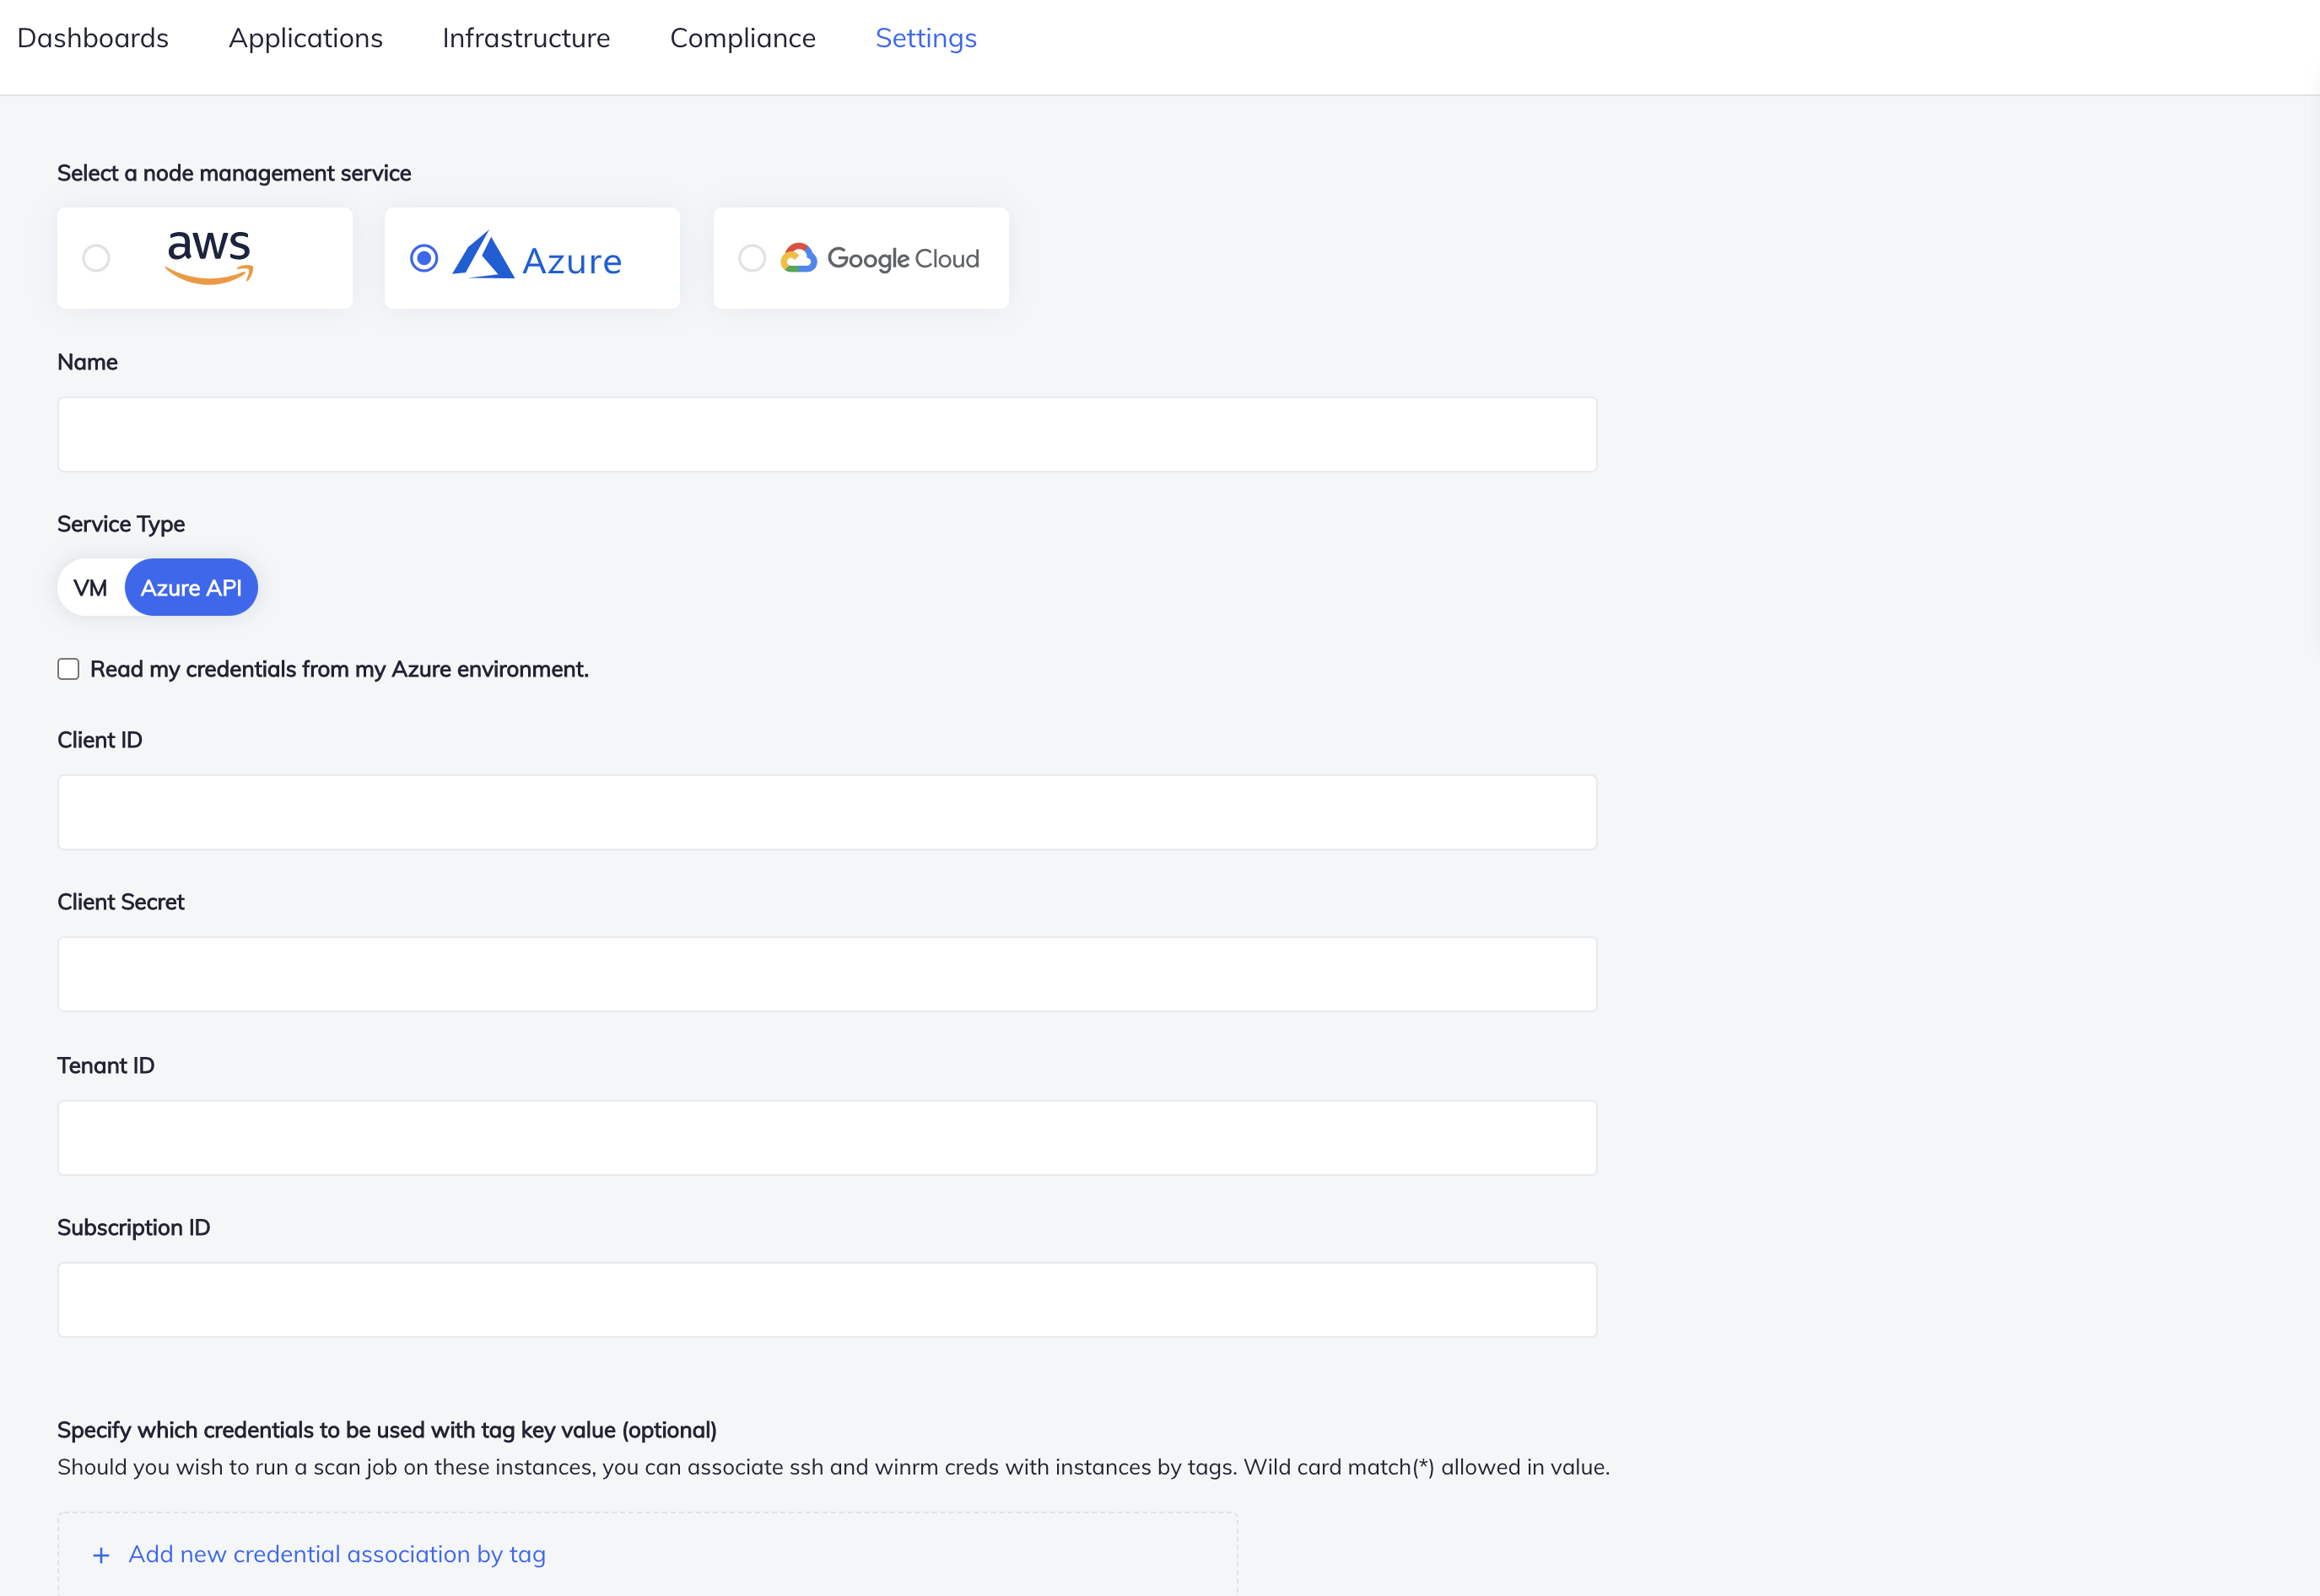 Dashboards Applications Infrastructure Compliance Settings
Select a node management service
aws Azure Google Cloud
Name
Service Type
VM Azure API
Read my credentials from my Azure environment.
Client ID
Client Secret
Tenant ID
Subscription ID
Specify which credentials to be used with tag key value (optional)
Should you wish to run a scan job on these instances, you can associate ssh and winrm creds with instances by tags. Wild card match(*) allowed in value.
+ Add new credential association by tag